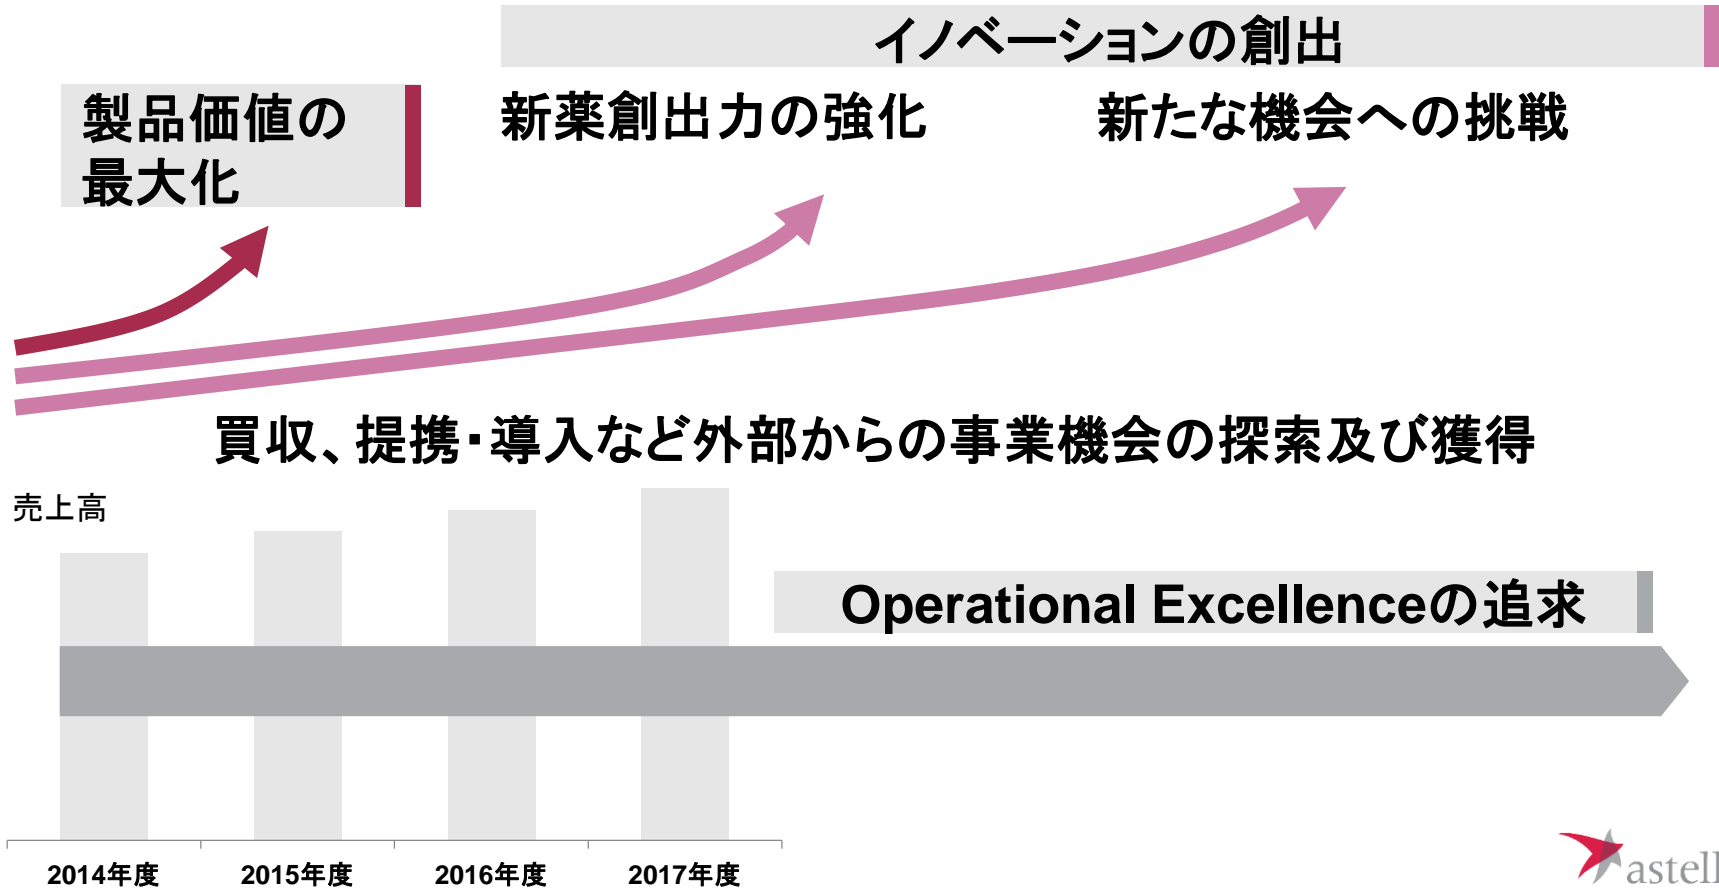 イノベーションの創出
製品価値の
最大化
新薬創出力の強化
新たな機会への挑戦
買収、提携・導入など外部からの事業機会の探索及び獲得
売上高
Operational Excellenceの追求
2014年度
2015年度
2016年度
2017年度
astell